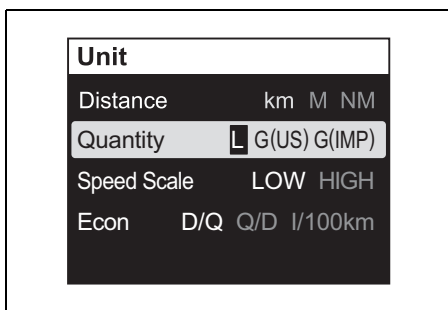 Unit
Distance km M NM
Quantity L G(US) G(IMP)
Speed Scale LOW HIGH
Econ D/Q Q/D l/100km